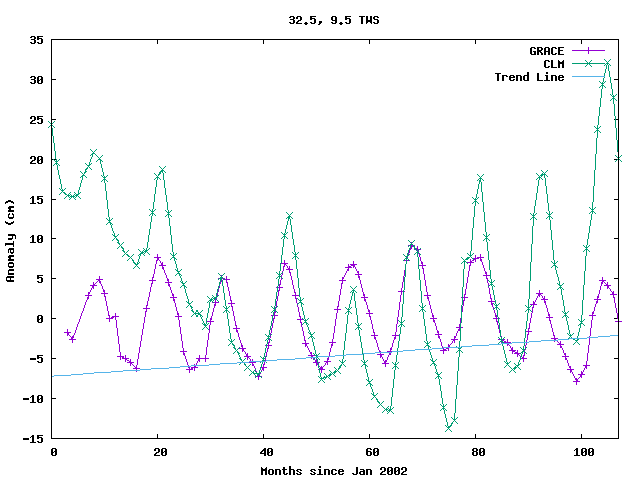 32.5, 9.5 TWS
GRACE
CLM
Trend Line
35
30
25
20
15
10
5
0
-5
-10
-15
Anomaly (cm)
0 20 40 60 80 100
Months since Jan 2002